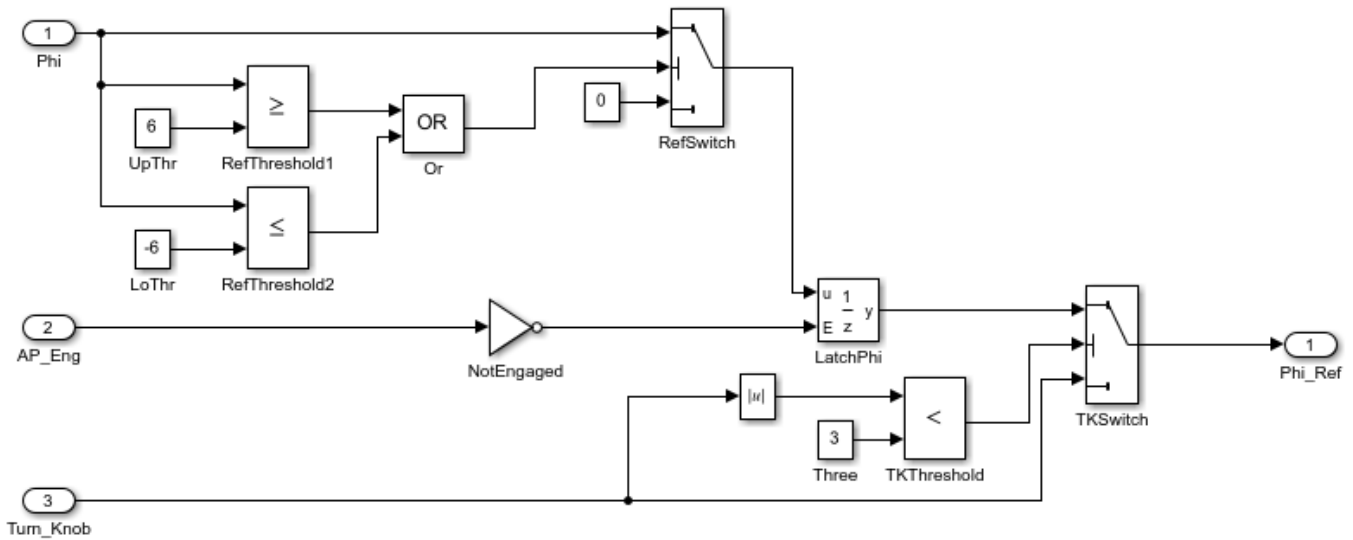 1
Phi
≥
6
UpThr
RefThreshold1
OR
Or
0
RefSwitch
≤
-6
LoThr
RefThreshold2
2
AP_Eng
NotEngaged
u
1
z
y
E
LatchPhi
TKSwitch
1
Phi_Ref
|u|
3
Three
<
TKThreshold
3
Turn_Knob